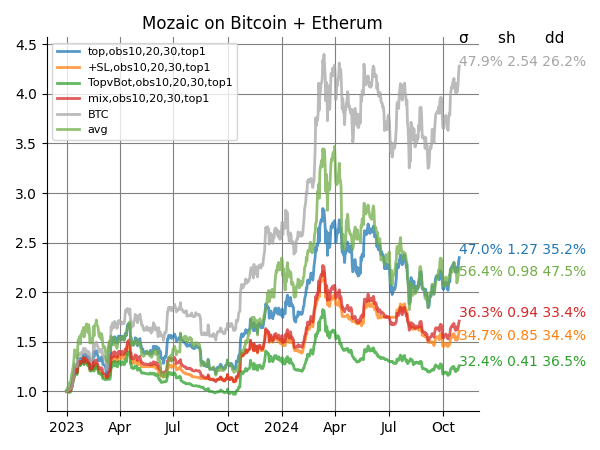 Mozaic on Bitcoin + Etherum
σ sh dd
4.5
top,obs10,20,30,top1
+SL,obs10,20,30,top1
TopvBot,obs10,20,30,top1
mix,obs10,20,30,top1
BTC
avg
47.9% 2.54 26.2%
4.0
3.5
3.0
2.5
47.0% 1.27 35.2%
56.4% 0.98 47.5%
2.0
36.3% 0.94 33.4%
34.7% 0.85 34.4%
1.5
32.4% 0.41 36.5%
1.0
2023 Apr Jul Oct 2024 Apr Jul Oct